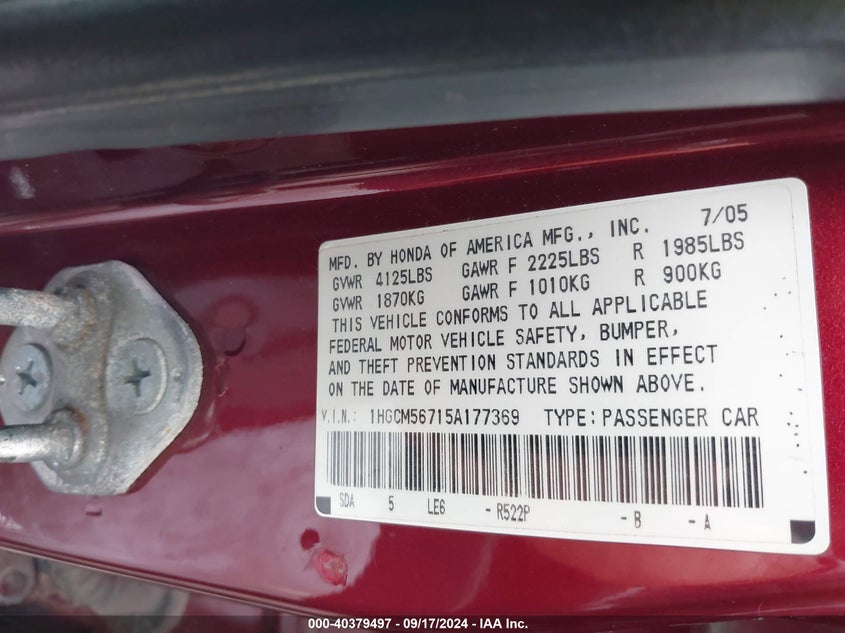 MFD. BY HONDA OF AMERICA MFG., INC. 7/05
GVWR 4125LBS GAWR F 2225LBS R 1985LBS
GVWR 1870KG GAWR F 1010KG R 900KG
THIS VEHICLE CONFORMS TO ALL APPLICABLE
FEDERAL MOTOR VEHICLE SAFETY, BUMPER,
AND THEFT PREVENTION STANDARDS IN EFFECT
ON THE DATE OF MANUFACTURE SHOWN ABOVE.
V.I.N.: 1HGCM56715A177369 TYPE: PASSENGER CAR
SDA 5 LE6 -R522P -B -A
000-40379497 - 09/17/2024 - IAA Inc.